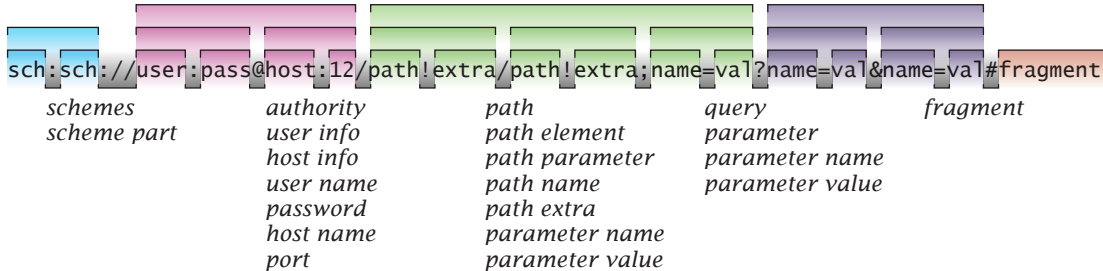 sch:sch://user:pass@host:12/path!extra/path!extra;name=val?name=val&name=val#fragment
schemes authority path query fragment
scheme part user info path element parameter
host info path parameter parameter name
user name path name parameter value
password path extra
host name parameter name
port parameter value